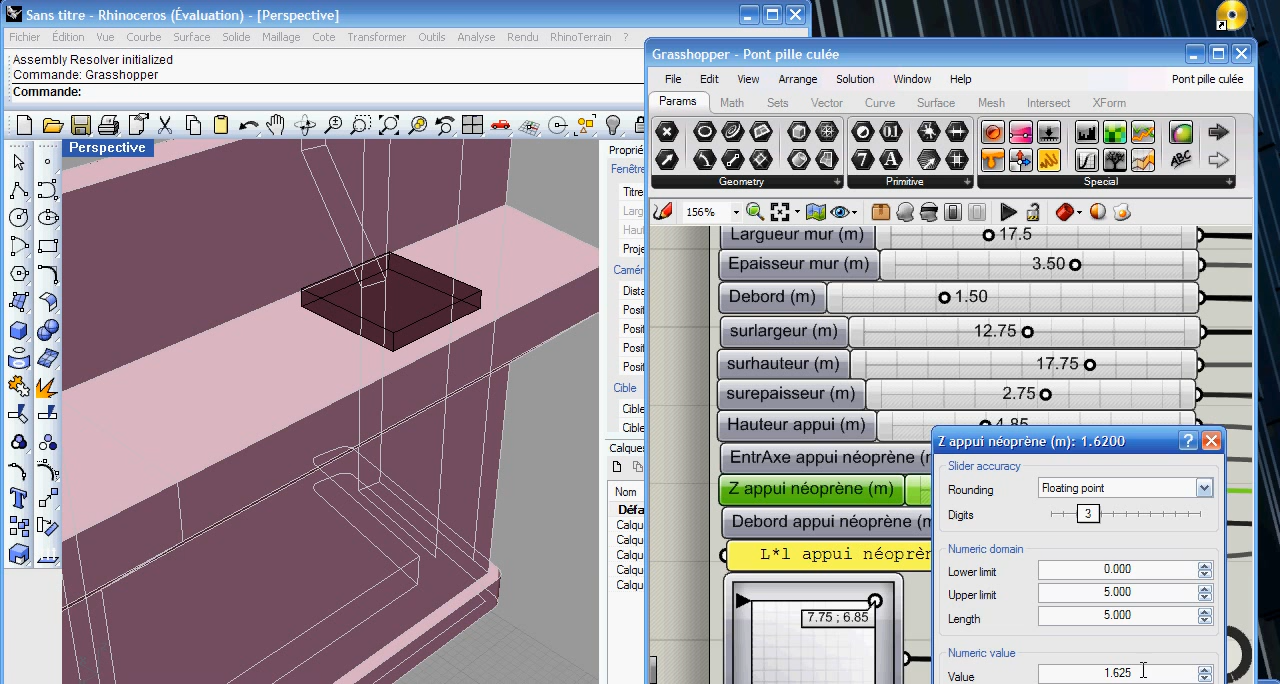 Sans titre - Rhinoceros (Évaluation) - [Perspective]
Fichier Édition Vue Courbe Surface Solide Maillage Cote Transformer Outils Analyse Rendu RhinoTerrain ?
Assembly Resolver initialized
Commande: Grasshopper
Commande:
Perspective
Proprié
Fenêtre
Titre
Larg
Haut
Proje
Camér
Dista
Posit
Posit
Posit
Posit
Posit
Posit
Cible
Cible
Cible
Calques
Nom
Défa
Calqu
Calqu
Calqu
Calqu
Calqu
Grasshopper - Pont pille culée
File Edit View Arrange Solution Window Help Pont pille culée
Params Math Sets Vector Curve Surface Mesh Intersect XForm
Geometry Primitive Special
156%
Largueur mur (m) 17.5
Epaisseur mur (m) 3.50
Debord (m) 1.50
surlargeur (m) 12.75
surhauteur (m) 17.75
surepaisseur (m) 2.75
Hauteur appui (m) 4.85
EntrAxe appui néoprène (
Z appui néoprène (m)
Debord appui néoprène (
L*l appui néoprèn
7.75 ; 6.85
Z appui néoprène (m): 1.6200
Slider accuracy
Rounding Floating point
Digits 3
Numeric domain
Lower limit 0.000
Upper limit 5.000
Length 5.000
Numeric value
Value 1.625